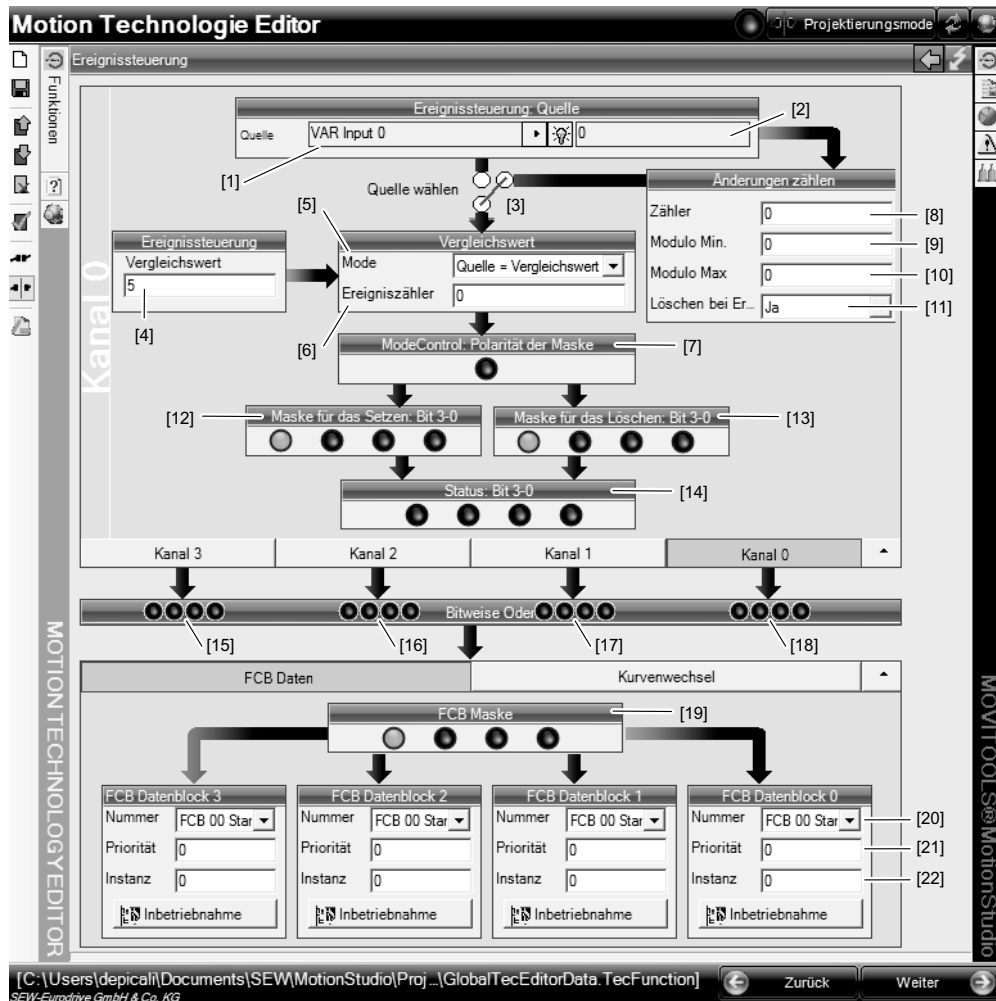 Motion Technologie Editor
Projektierungsmode
Ereignissteuerung
Funktionen
Ereignissteuerung: Quelle
[2]
Quelle
VAR Input 0
0
[1]
Quelle wählen
[3]
Änderungen zählen
Zähler
0
[8]
Modulo Min.
0
[9]
Modulo Max
0
[10]
Löschen bei Er...
Ja
[11]
[5]
Ereignissteuerung
Vergleichswert
5
[4]
Vergleichswert
Mode
Quelle = Vergleichswert
Ereigniszähler
0
[6]
Kanal 0
ModeControl: Polarität der Maske
[7]
[12]
Maske für das Setzen: Bit 3-0
Maske für das Löschen: Bit 3-0
[13]
Status: Bit 3-0
[14]
Kanal 3
Kanal 2
Kanal 1
Kanal 0
Bitweise Oder
[15]
[16]
[17]
[18]
FCB Daten
Kurvenwechsel
FCB Maske
[19]
FCB Datenblock 3
FCB Datenblock 2
FCB Datenblock 1
FCB Datenblock 0
Nummer
FCB 00 Star
Nummer
FCB 00 Star
Nummer
FCB 00 Star
Nummer
FCB 00 Star
[20]
Priorität
0
Priorität
0
Priorität
0
Priorität
0
[21]
Instanz
0
Instanz
0
Instanz
0
Instanz
0
[22]
Inbetriebnahme
Inbetriebnahme
Inbetriebnahme
Inbetriebnahme
MOTION TECHNOLOGY EDITOR
MOVITOOLS®MotionStudio
[C:\Users\depicali\Documents\SEW\MotionStudio\Proj...\GlobalTecEditorData.TecFunction]
Zurück
Weiter
SEW-Eurodrive GmbH & Co. KG